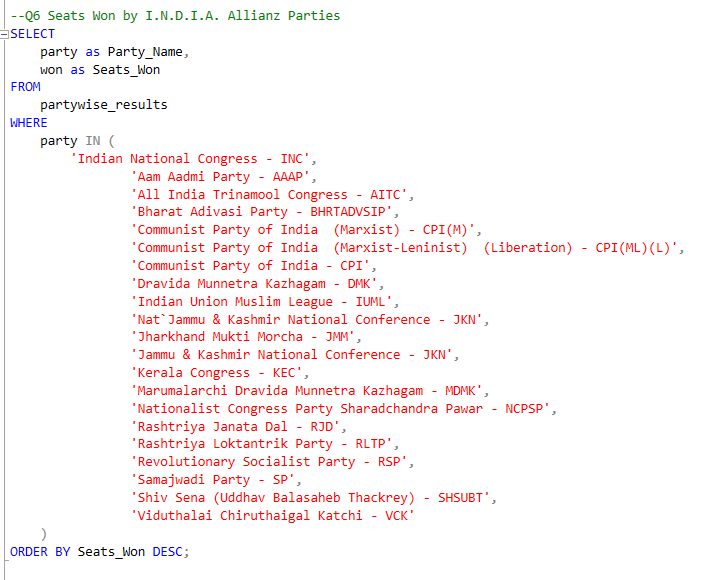 --Q6 Seats Won by I.N.D.I.A. Allianz Parties
SELECT
party as Party_Name,
won as Seats_Won
FROM
partywise_results
WHERE
party IN (
'Indian National Congress - INC',
'Aam Aadmi Party - AAAP',
'All India Trinamool Congress - AITC',
'Bharat Adivasi Party - BHRTADVSIP',
'Communist Party of India  (Marxist) - CPI(M)',
'Communist Party of India  (Marxist-Leninist)  (Liberation) - CPI(ML)(L)',
'Communist Party of India - CPI',
'Dravida Munnetra Kazhagam - DMK',
'Indian Union Muslim League - IUML',
'Nat`Jammu & Kashmir National Conference - JKN',
'Jharkhand Mukti Morcha - JMM',
'Jammu & Kashmir National Conference - JKN',
'Kerala Congress - KEC',
'Marumalarchi Dravida Munnetra Kazhagam - MDMK',
'Nationalist Congress Party Sharadchandra Pawar - NCPSP',
'Rashtriya Janata Dal - RJD',
'Rashtriya Loktantrik Party - RLTP',
'Revolutionary Socialist Party - RSP',
'Samajwadi Party - SP',
'Shiv Sena (Uddhav Balasaheb Thackrey) - SHSUBT',
'Viduthalai Chiruthaigal Katchi - VCK'
)
ORDER BY Seats_Won DESC;